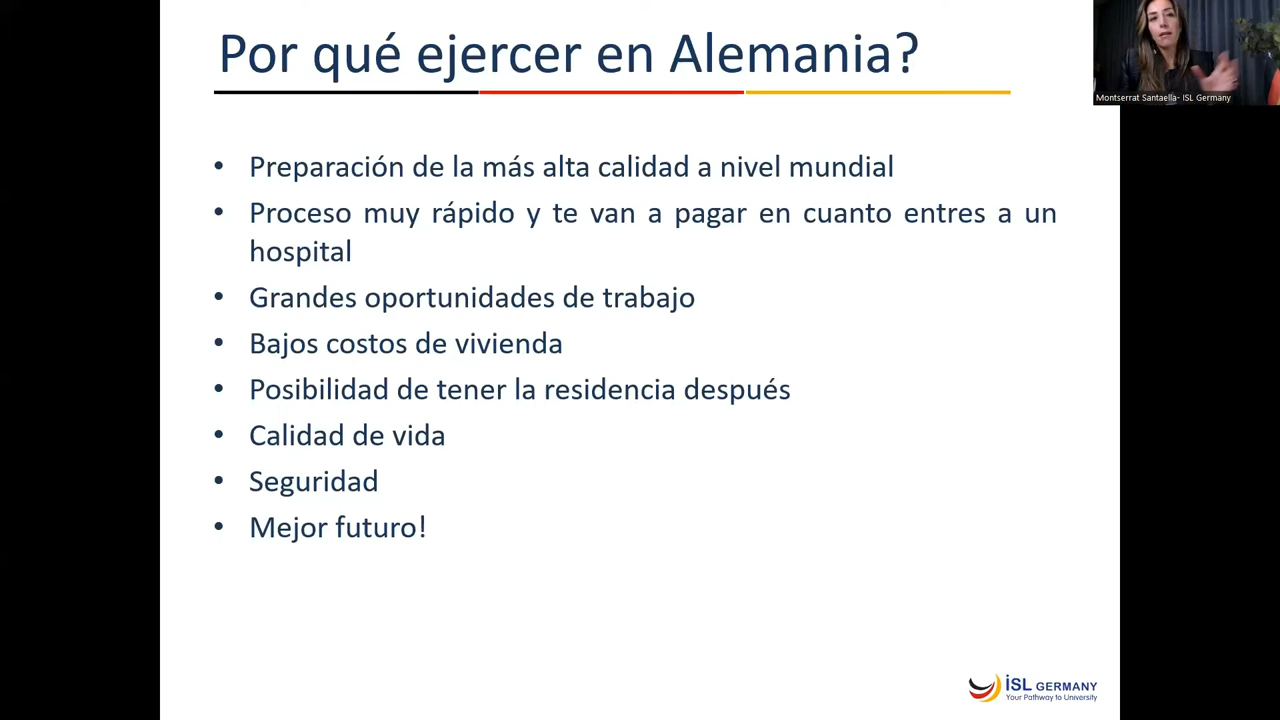 Por qué ejercer en Alemania?
Montserrat Santaella- ISL Germany
• Preparación de la más alta calidad a nivel mundial
• Proceso muy rápido y te van a pagar en cuanto entres a un
hospital
• Grandes oportunidades de trabajo
• Bajos costos de vivienda
• Posibilidad de tener la residencia después
• Calidad de vida
• Seguridad
• Mejor futuro!
iSL GERMANY
Your Pathway to University